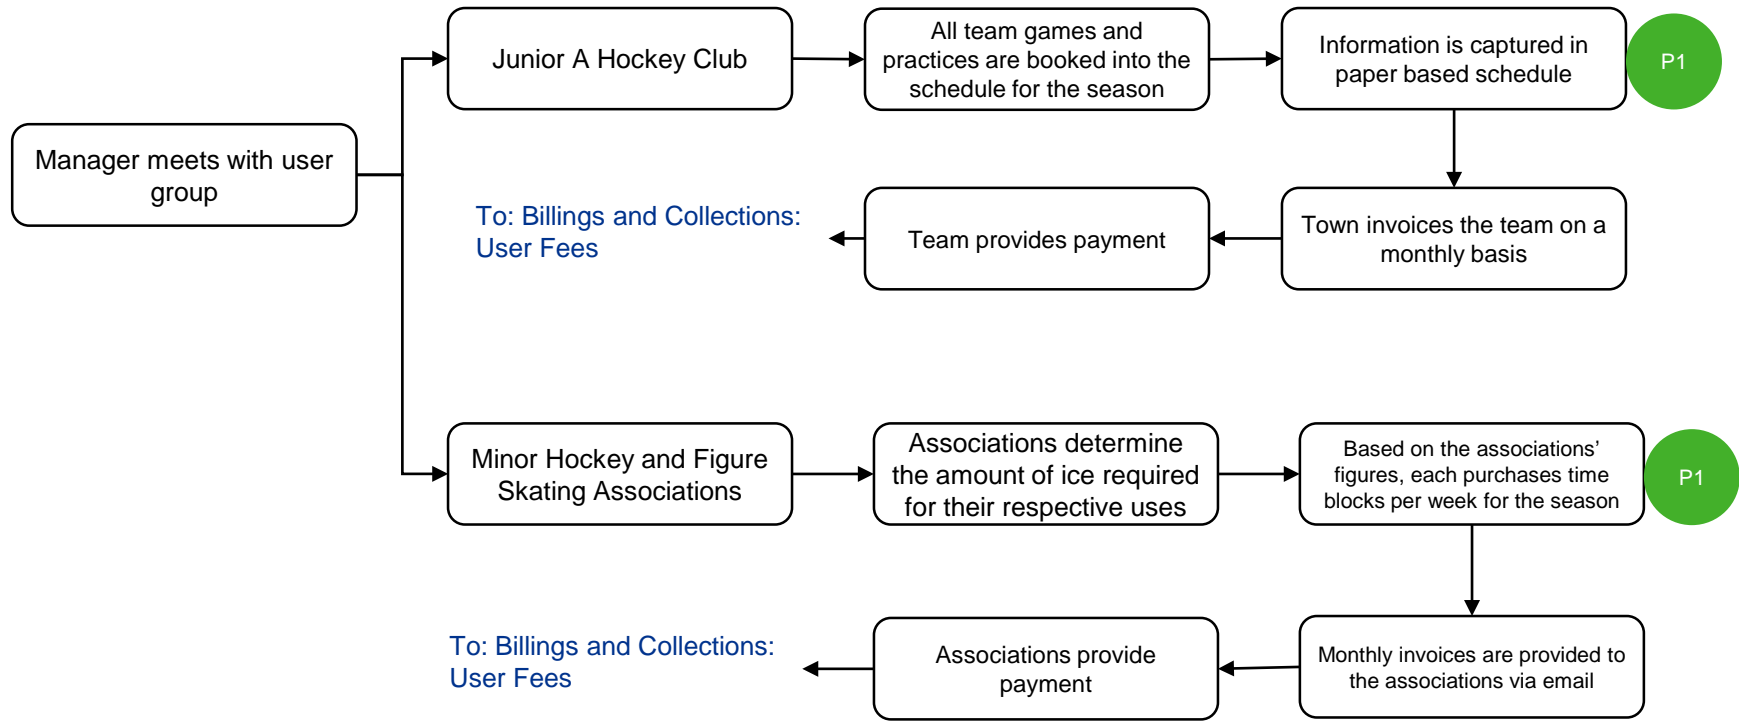 Manager meets with user
group
Junior A Hockey Club
All team games and
practices are booked into the
schedule for the season
Information is captured in
paper based schedule
P1
Town invoices the team on a
monthly basis
Team provides payment
To: Billings and Collections:
User Fees
Minor Hockey and Figure
Skating Associations
Associations determine
the amount of ice required
for their respective uses
Based on the associations’
figures, each purchases time
blocks per week for the season
P1
Monthly invoices are provided to
the associations via email
Associations provide
payment
To: Billings and Collections:
User Fees